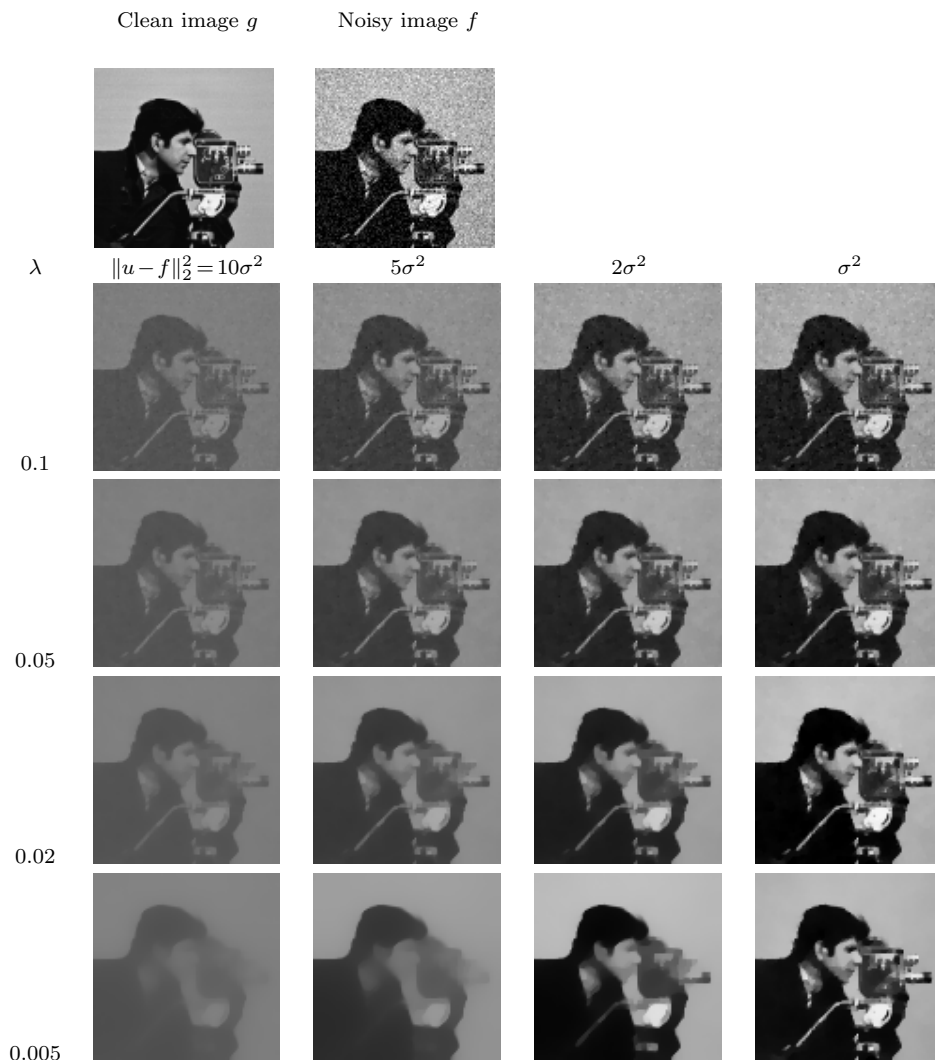 Clean image g Noisy image f
λ ‖u−f‖₂²=10σ² 5σ² 2σ² σ²
0.1
0.05
0.02
0.005